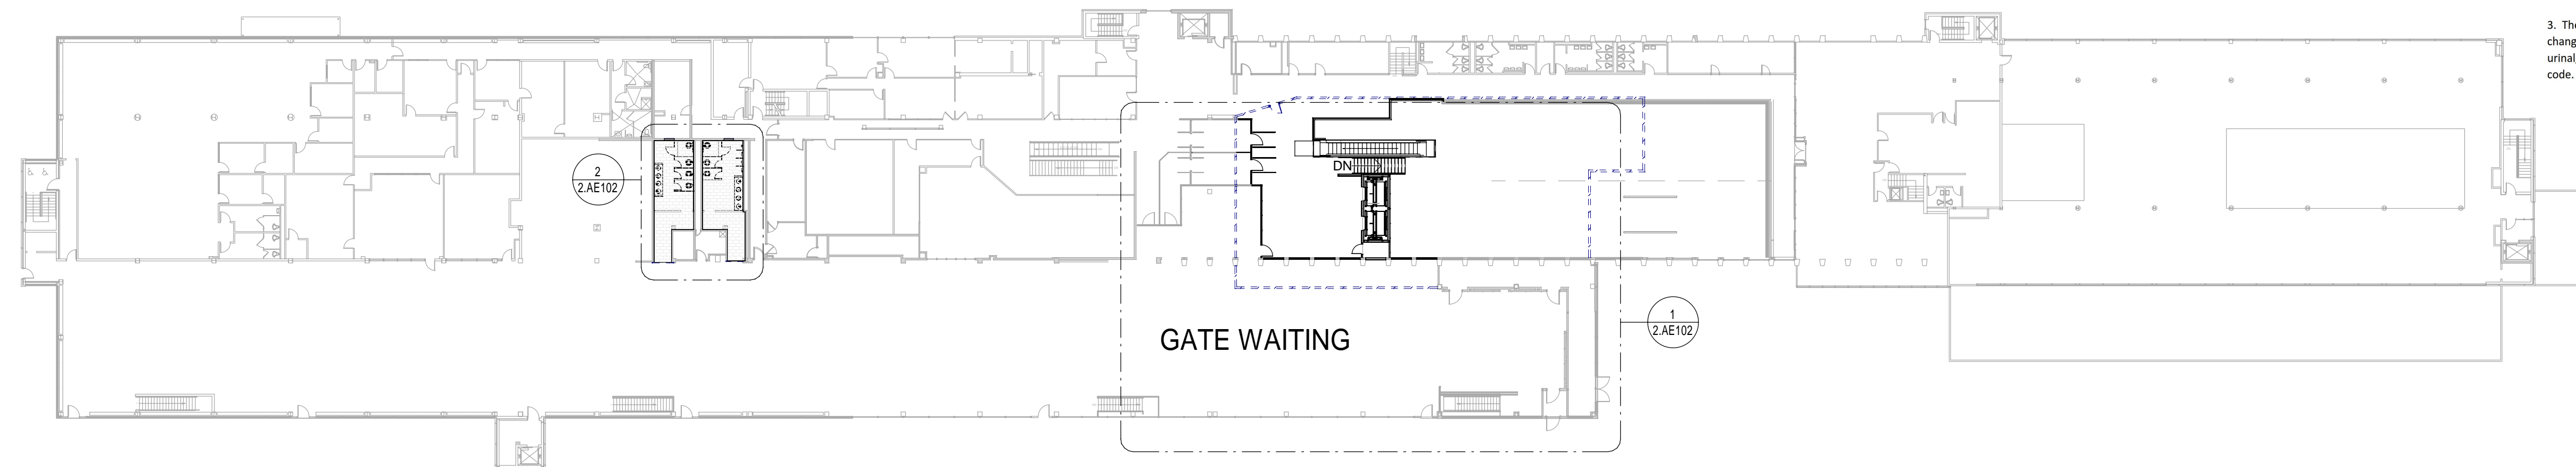 3. The
chang
urinal,
code.
2
2.AE102
DN
1
2.AE102
GATE WAITING